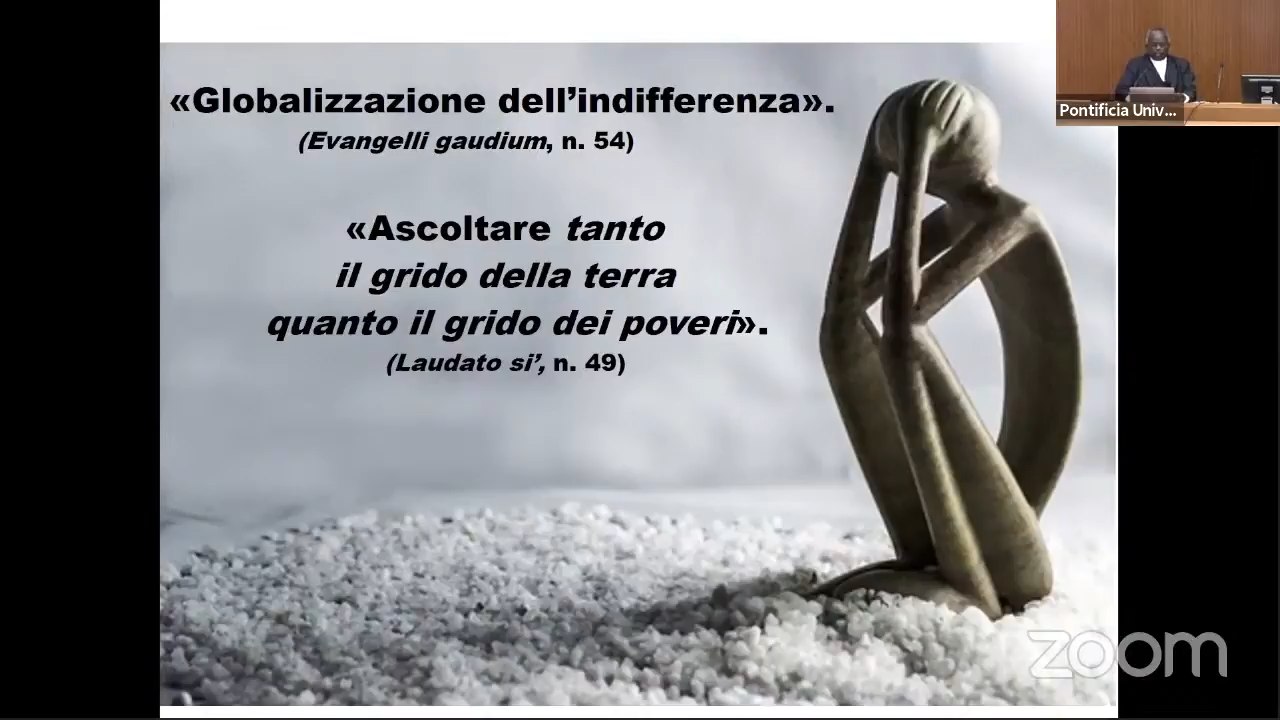 «Globalizzazione dell’indifferenza».
(Evangelli gaudium, n. 54)
«Ascoltare tanto
il grido della terra
quanto il grido dei poveri».
(Laudato si’, n. 49)
Pontificia Univ...
zoom